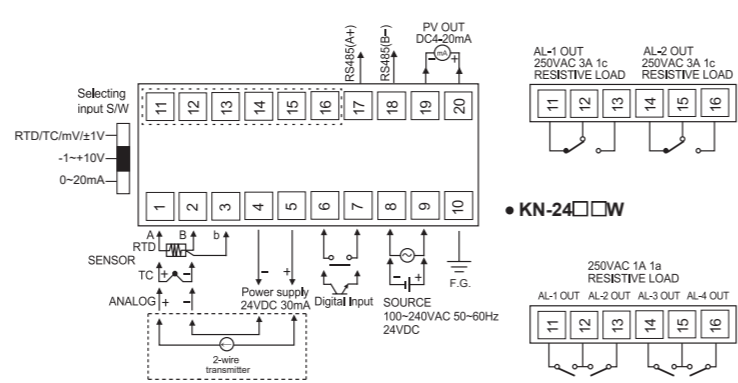 RS485(A+)
RS485(B−)
PV OUT
DC4-20mA
mA
− +
Selecting
input S/W
RTD/TC/mV/±1V
-1~+10V
0~20mA
11 12 13 14 15 16 17 18 19 20
1 2 3 4 5 6 7 8 9 10
A B b
RTD
SENSOR
TC + −
ANALOG + −
− +
Power supply
24VDC 30mA
Digital Input
− +
SOURCE
100~240VAC 50~60Hz
24VDC
F.G.
2-wire
transmitter
AL-1 OUT
250VAC 3A 1c
RESISTIVE LOAD
AL-2 OUT
250VAC 3A 1c
RESISTIVE LOAD
11 12 13 14 15 16
• KN-24□□W
250VAC 1A 1a
RESISTIVE LOAD
AL-1 OUT AL-2 OUT AL-3 OUT AL-4 OUT
11 12 13 14 15 16